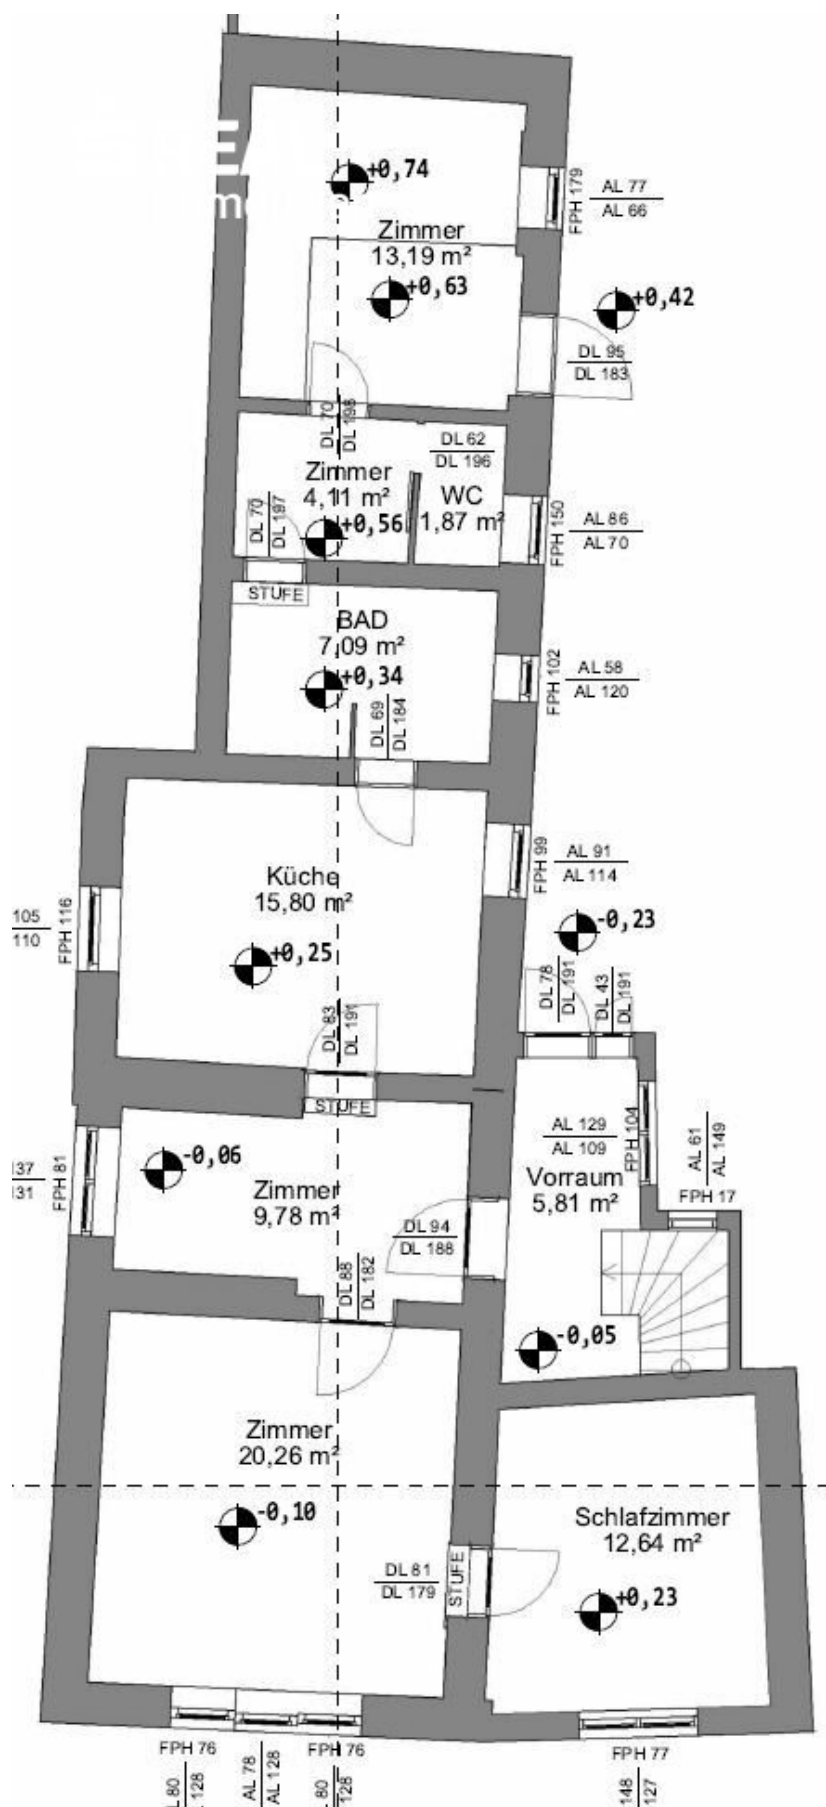 +0,74
FPH 179
AL 77
AL 66
Zimmer
13,19 m²
+0,63
+0,42
DL 95
DL 183
DL 70
DL 195
DL 62
DL 196
Zimmer
4,11 m²
WC
1,87 m²
DL 70
DL 197
+0,56
FPH 150
AL 86
AL 70
STUFE
BAD
7,09 m²
+0,34
DL 69
DL 184
FPH 102
AL 58
AL 120
Küche
15,80 m²
FPH 99
AL 91
AL 114
105
110
FPH 116
+0,25
-0,23
DL 83
DL 191
DL 78
DL 191
DL 43
DL 191
STUFE
-0,06
AL 129
AL 109
FPH 104
AL 61
AL 149
FPH 17
137
131
FPH 81
Zimmer
9,78 m²
Vorraum
5,81 m²
DL 94
DL 188
DL 88
DL 182
-0,05
Zimmer
20,26 m²
-0,10
Schlafzimmer
12,64 m²
DL 81
DL 179
STUFE
+0,23
FPH 76
FPH 76
FPH 77
L 80
128
AL 78
AL 128
L 80
128
148
127